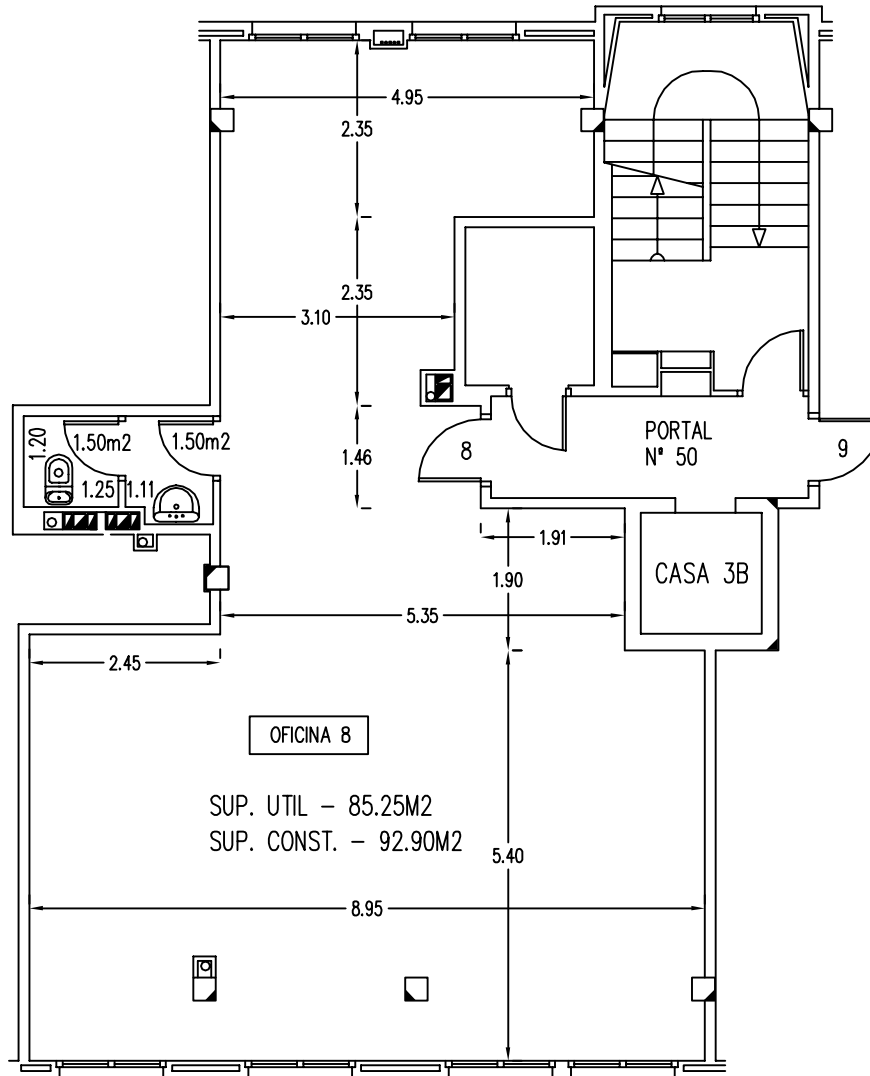 4.95
2.35
2.35
3.10
1.20
1.50m2
1.50m2
1.46
8
PORTAL
Nº 50
9
1.25
1.11
1.91
1.90
CASA 3B
5.35
2.45
OFICINA 8
SUP. UTIL - 85.25M2
SUP. CONST. - 92.90M2
5.40
8.95